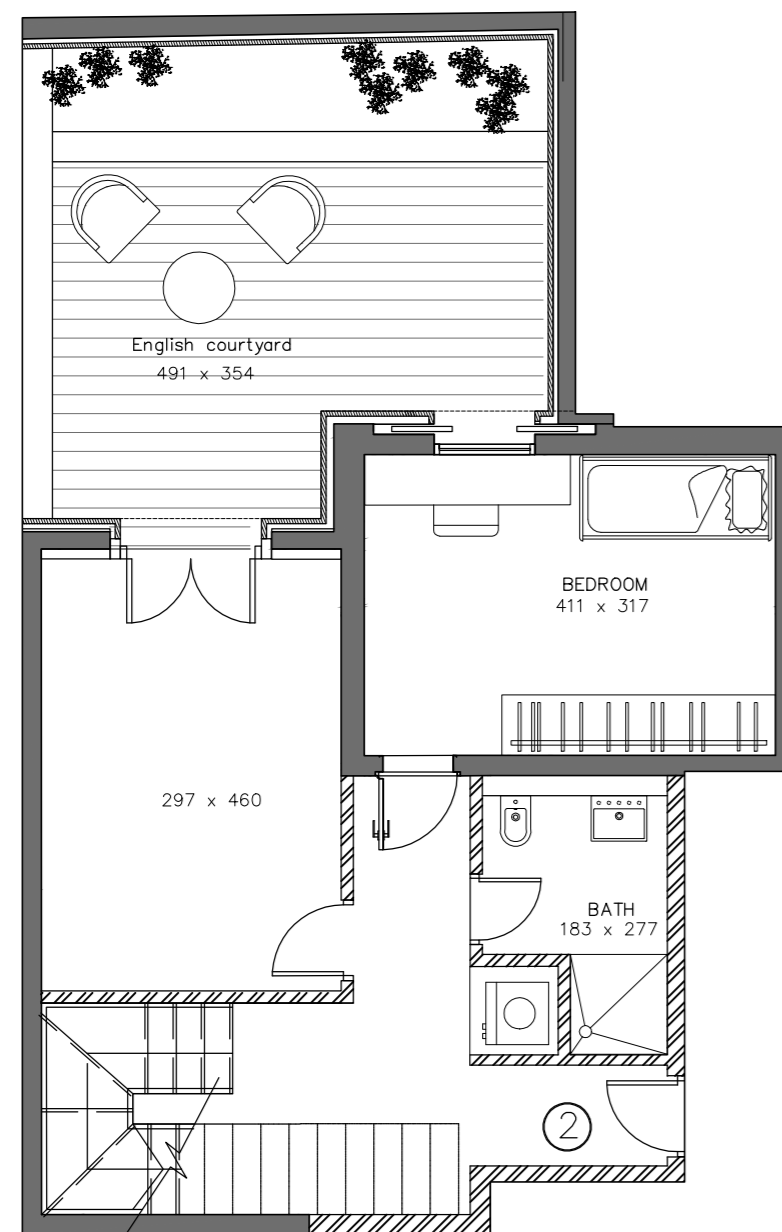 English courtyard
491 x 354
BEDROOM
411 x 317
297 x 460
BATH
183 x 277
2